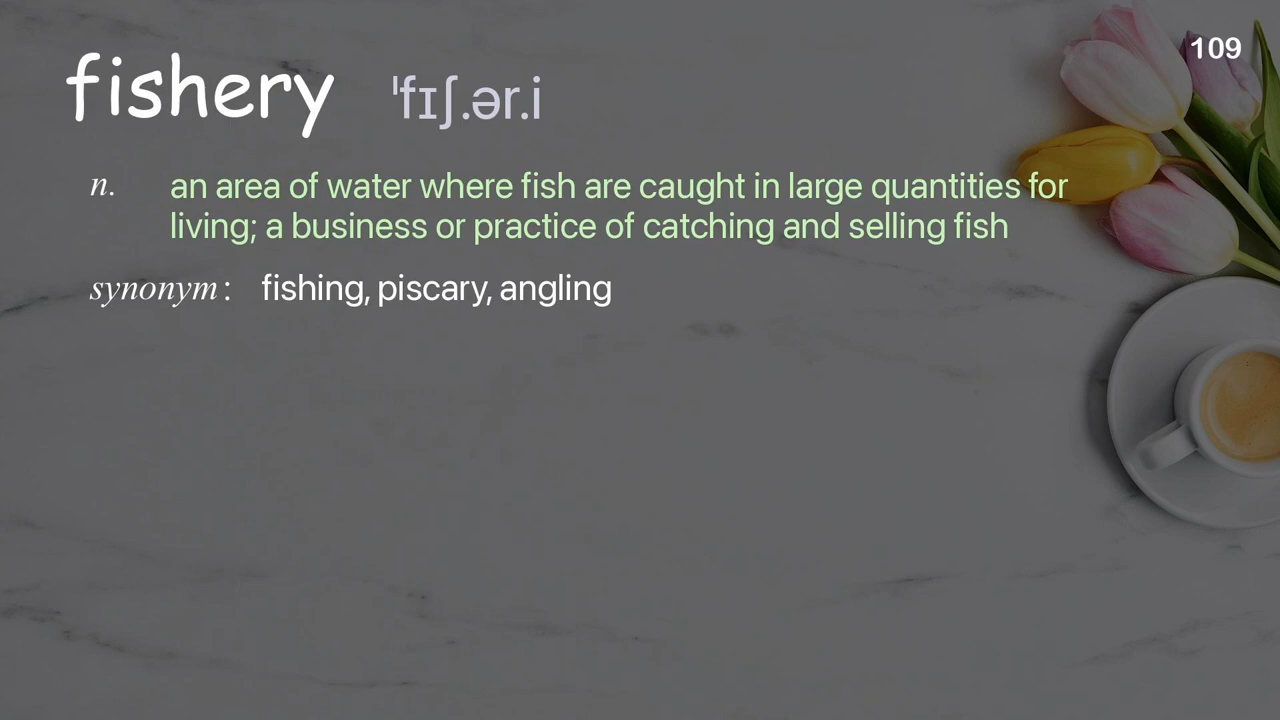 109
fishery ˈfɪʃ.ər.i
n. an area of water where fish are caught in large quantities for
living; a business or practice of catching and selling fish
synonym: fishing, piscary, angling